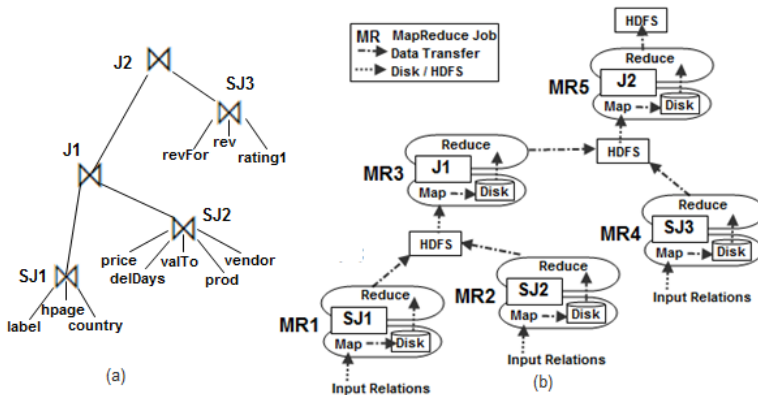 J2
SJ3
rev
revFor
rating1
J1
SJ2
price
vendor
valTo
delDays
prod
SJ1
hpage
label
country
(a)
MR MapReduce Job
Data Transfer
Disk / HDFS
HDFS
Reduce
J2
MR5
Map
Disk
HDFS
Reduce
J1
MR3
Map
Disk
HDFS
Reduce
SJ3
MR4
Map
Disk
Input Relations
Reduce
SJ2
MR2
Map
Disk
Input Relations
Reduce
SJ1
MR1
Map
Disk
Input Relations
(b)